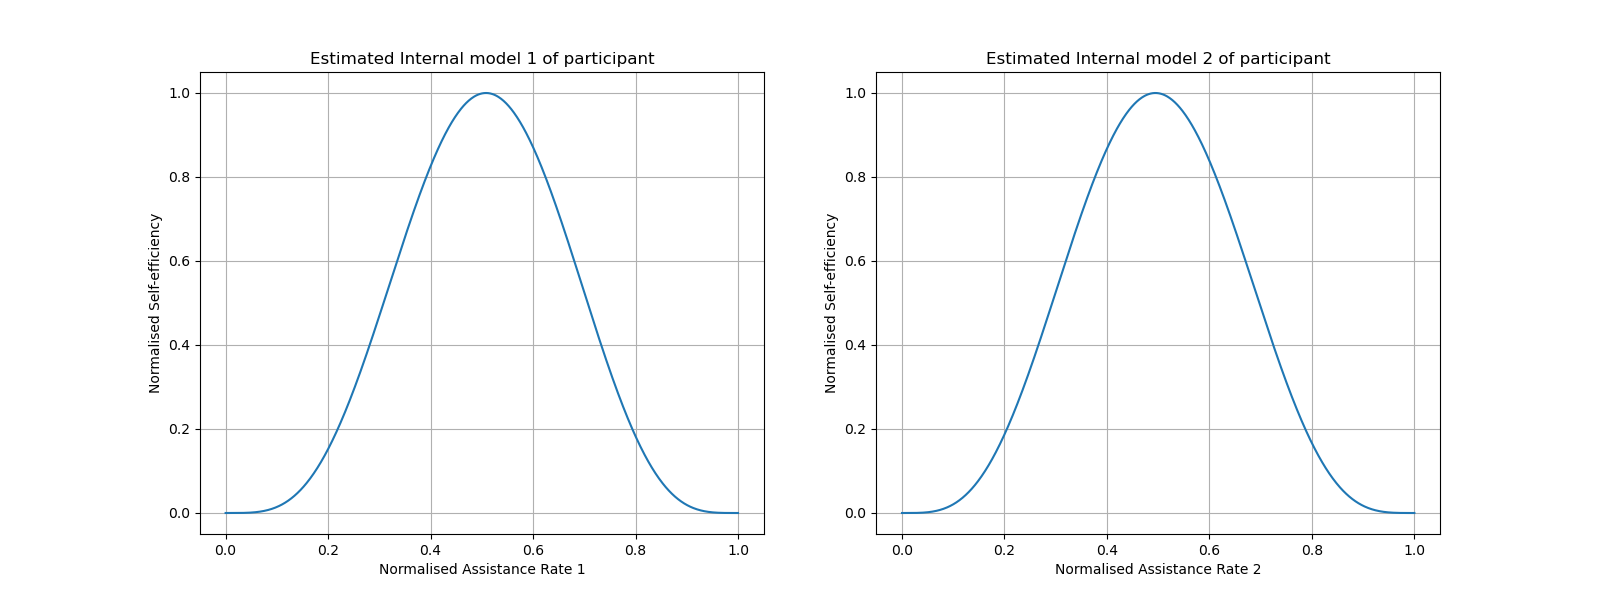 Estimated Internal model 1 of participant
1.0
0.8
0.6
0.4
0.2
0.0
Normalised Self-efficiency
0.0 0.2 0.4 0.6 0.8 1.0
Normalised Assistance Rate 1
Estimated Internal model 2 of participant
1.0
0.8
0.6
0.4
0.2
0.0
Normalised Self-efficiency
0.0 0.2 0.4 0.6 0.8 1.0
Normalised Assistance Rate 2